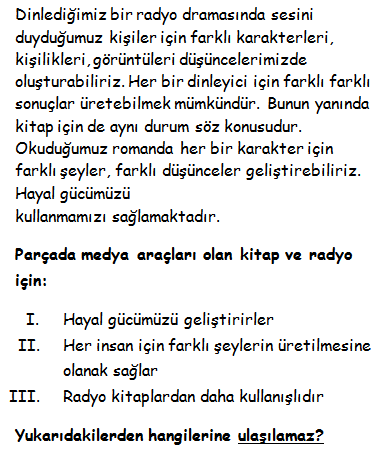 Dinlediğimiz bir radyo dramasında sesini
duyduğumuz kişiler için farklı karakterleri,
kişilikleri, görüntüleri düşüncelerimizde
oluşturabiliriz. Her bir dinleyici için farklı farklı
sonuçlar üretebilmek mümkündür. Bunun yanında
kitap için de aynı durum söz konusudur.
Okuduğumuz romanda her bir karakter için
farklı şeyler, farklı düşünceler geliştirebiliriz.
Hayal gücümüzü
kullanmamızı sağlamaktadır.
Parçada medya araçları olan kitap ve radyo
için:
I. Hayal gücümüzü geliştirirler
II. Her insan için farklı şeylerin üretilmesine
olanak sağlar
III. Radyo kitaplardan daha kullanışlıdır
Yukarıdakilerden hangilerine ulaşılamaz?